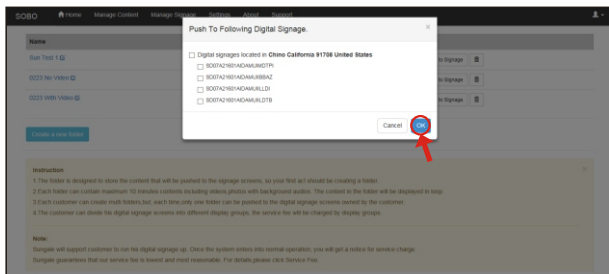 SOBO Home Manage Content Manage Signage Settings About Support
Push To Following Digital Signage. ×
Name
Digital signages located in Chino California 91708 United States
Sun Test 1
to Signage
0223 No Video
to Signage
0223 With Video
to Signage
Cancel OK
Create a new folder
Instruction
1.The folder is designed to store the content that will be pushed to the signage screens, so your first act should be creating a folder.
2.Each folder can contain maximum 10 minutes contents including videos,photos with background audios. The content in the folder will be displayed in loop.
3.Each customer can create multi folders,but, each time,only one folder can be pushed to the digital signage screens owned by the customer.
4.The customer can divide his digital signage screens into different display groups, the service fee will be charged by display groups.
Note:
Sungale will support customer to run his digital signage up. Once the system enters into normal operation, you will get a notice for service charge.
Sungale guarantees that our service fee is lowest and most reasonable. For details,please click Service Fee.